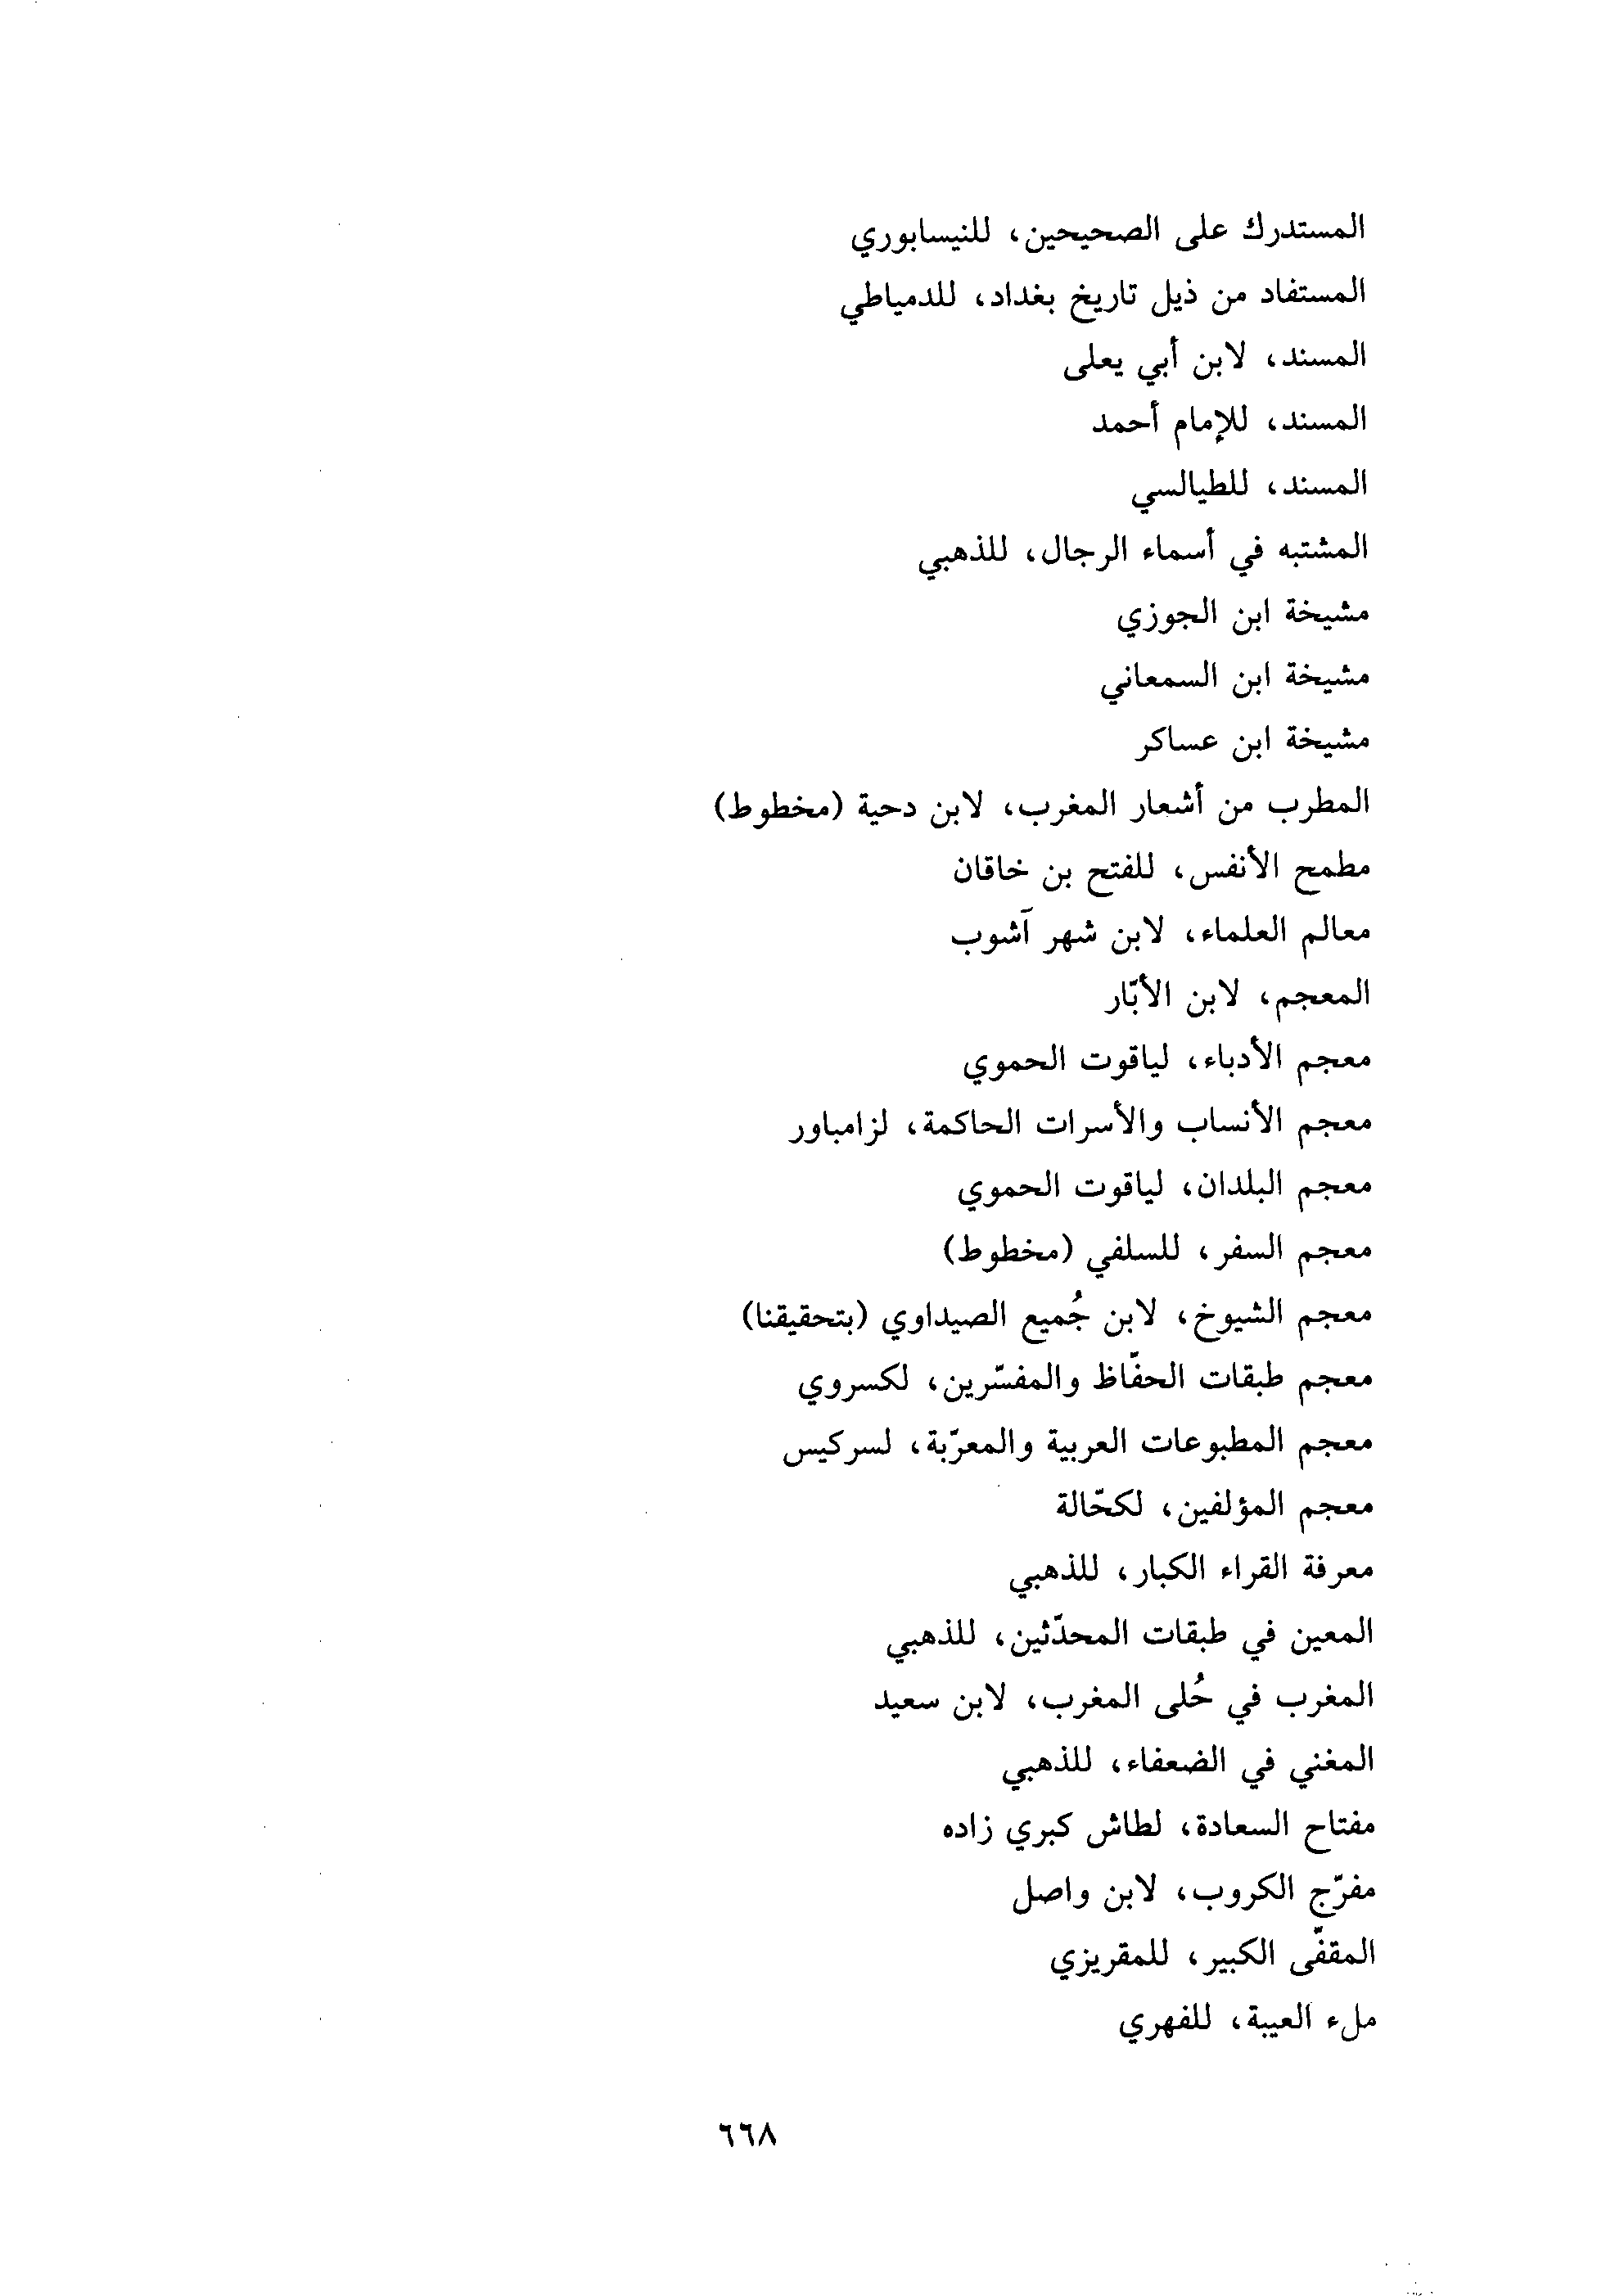 المستدرك على الصحيحين، للنيسابوري
المستفاد من ذيل تاريخ بغداد، للدمياطي
المسند، لابن أبي يعلى
المسند، للإمام أحمد
المسند، للطيالسي
المشتبه في أسماء الرجال، للذهبي
مشيخة ابن الجوزي
مشيخة ابن السمعاني
مشيخة ابن عساكر
المطرب من أشعار المغرب، لابن دحية (مخطوط)
مطمح الأنفس، للفتح بن خاقان
معالم العلماء، لابن شهر آشوب
المعجم، لابن الأبّار
معجم الأدباء، لياقوت الحموي
معجم الأنساب والأسرات الحاكمة، لزامباور
معجم البلدان، لياقوت الحموي
معجم السفر، للسلفي (مخطوط)
معجم الشيوخ، لابن جُميع الصيداوي (بتحقيقنا)
معجم طبقات الحفّاظ والمفسّرين، لكسروي
معجم المطبوعات العربية والمعرّبة، لسركيس
معجم المؤلفين، لكحّالة
معرفة القراء الكبار، للذهبي
المعين في طبقات المحدّثين، للذهبي
المغرب في حُلى المغرب، لابن سعيد
المغني في الضعفاء، للذهبي
مفتاح السعادة، لطاش كبري زاده
مفرّج الكروب، لابن واصل
المقفّى الكبير، للمقريزي
ملء العيبة، للفهري
٦٦٨